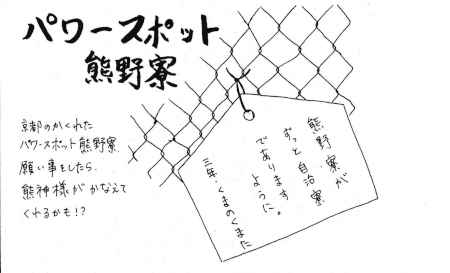 パワースポット
熊野寮
京都のかくれた
パワースポット熊野寮
願い事をしたら
熊神様がかなえて
くれるかも!?
熊野寮が
ずっと自治寮
であります
ように。
三年・くまのくまた